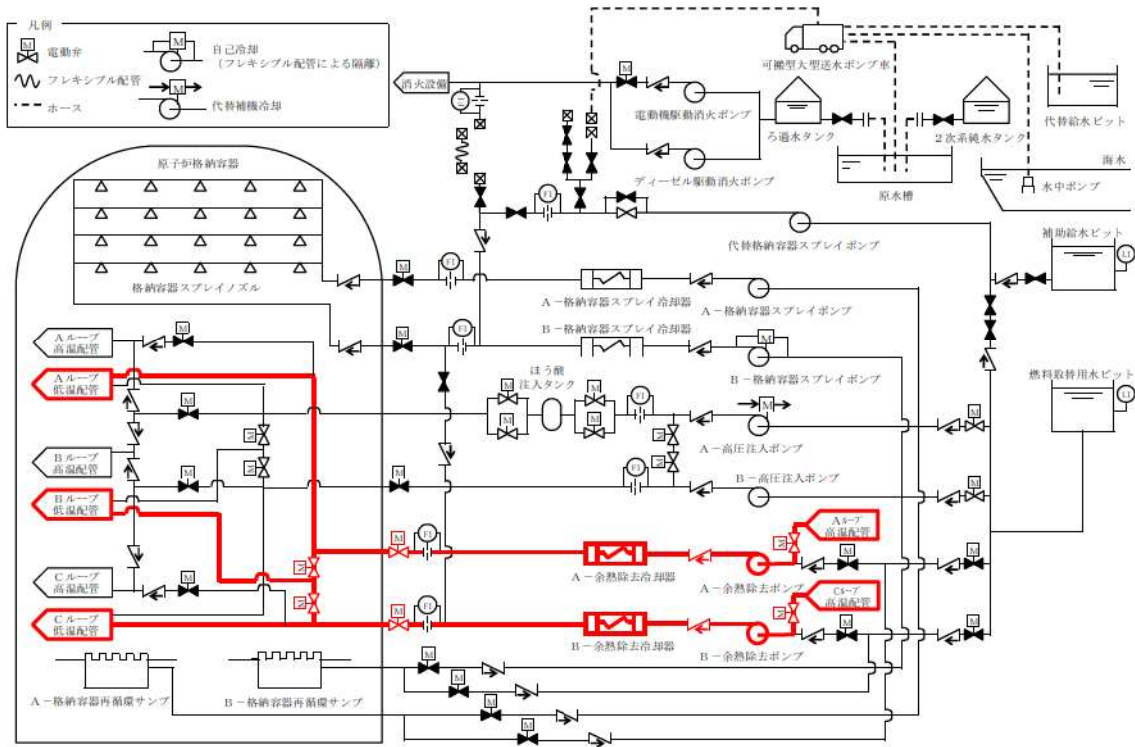 凡例
M
電動弁
フレキシブル配管
ホース
M
自己冷却
(フレキシブル配管による隔離)
M
代替補機冷却
消火設備
M
電動機駆動消火ポンプ
ディーゼル駆動消火ポンプ
可搬型大型送水ポンプ車
ろ過水タンク
2次系純水タンク
原水槽
代替給水ピット
海水
水中ポンプ
FI
代替格納容器スプレイポンプ
補助給水ピット
LI
原子炉格納容器
格納容器スプレイノズル
M
FI
A-格納容器スプレイ冷却器
A-格納容器スプレイポンプ
B-格納容器スプレイ冷却器
M
FI
M
B-格納容器スプレイポンプ
燃料取替用水ピット
LI
Aループ
高温配管
M
Aループ
低温配管
M
ほう酸
注入タンク
M
M
M
M
FI
M
A-高圧注入ポンプ
M
M
M
Bループ
高温配管
M
M
M
M
FI
M
B-高圧注入ポンプ
M
Bループ
低温配管
M
Aループ
高温配管
M
FI
A-余熱除去冷却器
A-余熱除去ポンプ
M
M
M
Cループ
高温配管
M
M
M
Cループ
高温配管
Cループ
低温配管
M
FI
B-余熱除去冷却器
B-余熱除去ポンプ
M
M
M
A-格納容器再循環サンプ
B-格納容器再循環サンプ
M
M
M
M